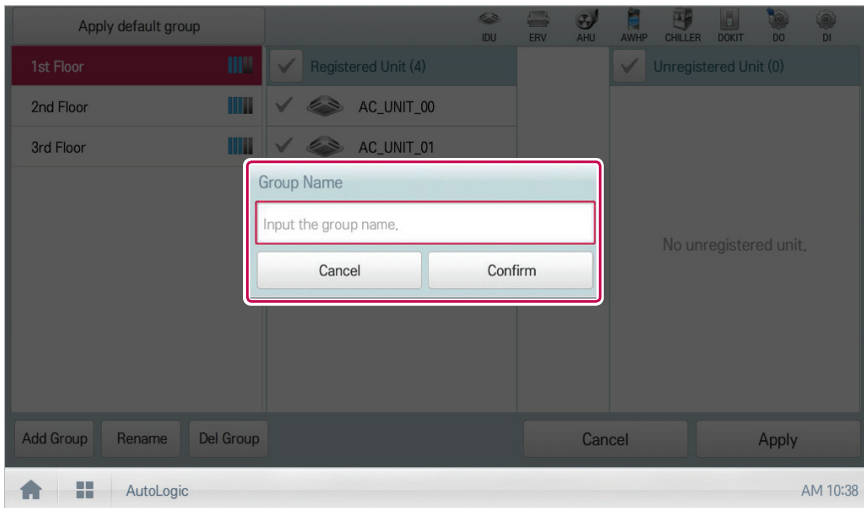 Apply default group
IDU ERV AHU AWHP CHILLER DOKIT DO DI
1st Floor
Registered Unit (4)
Unregistered Unit (0)
2nd Floor
AC_UNIT_00
3rd Floor
AC_UNIT_01
Group Name
Input the group name.
Cancel Confirm
No unregistered unit.
Add Group Rename Del Group Cancel Apply
AutoLogic AM 10:38